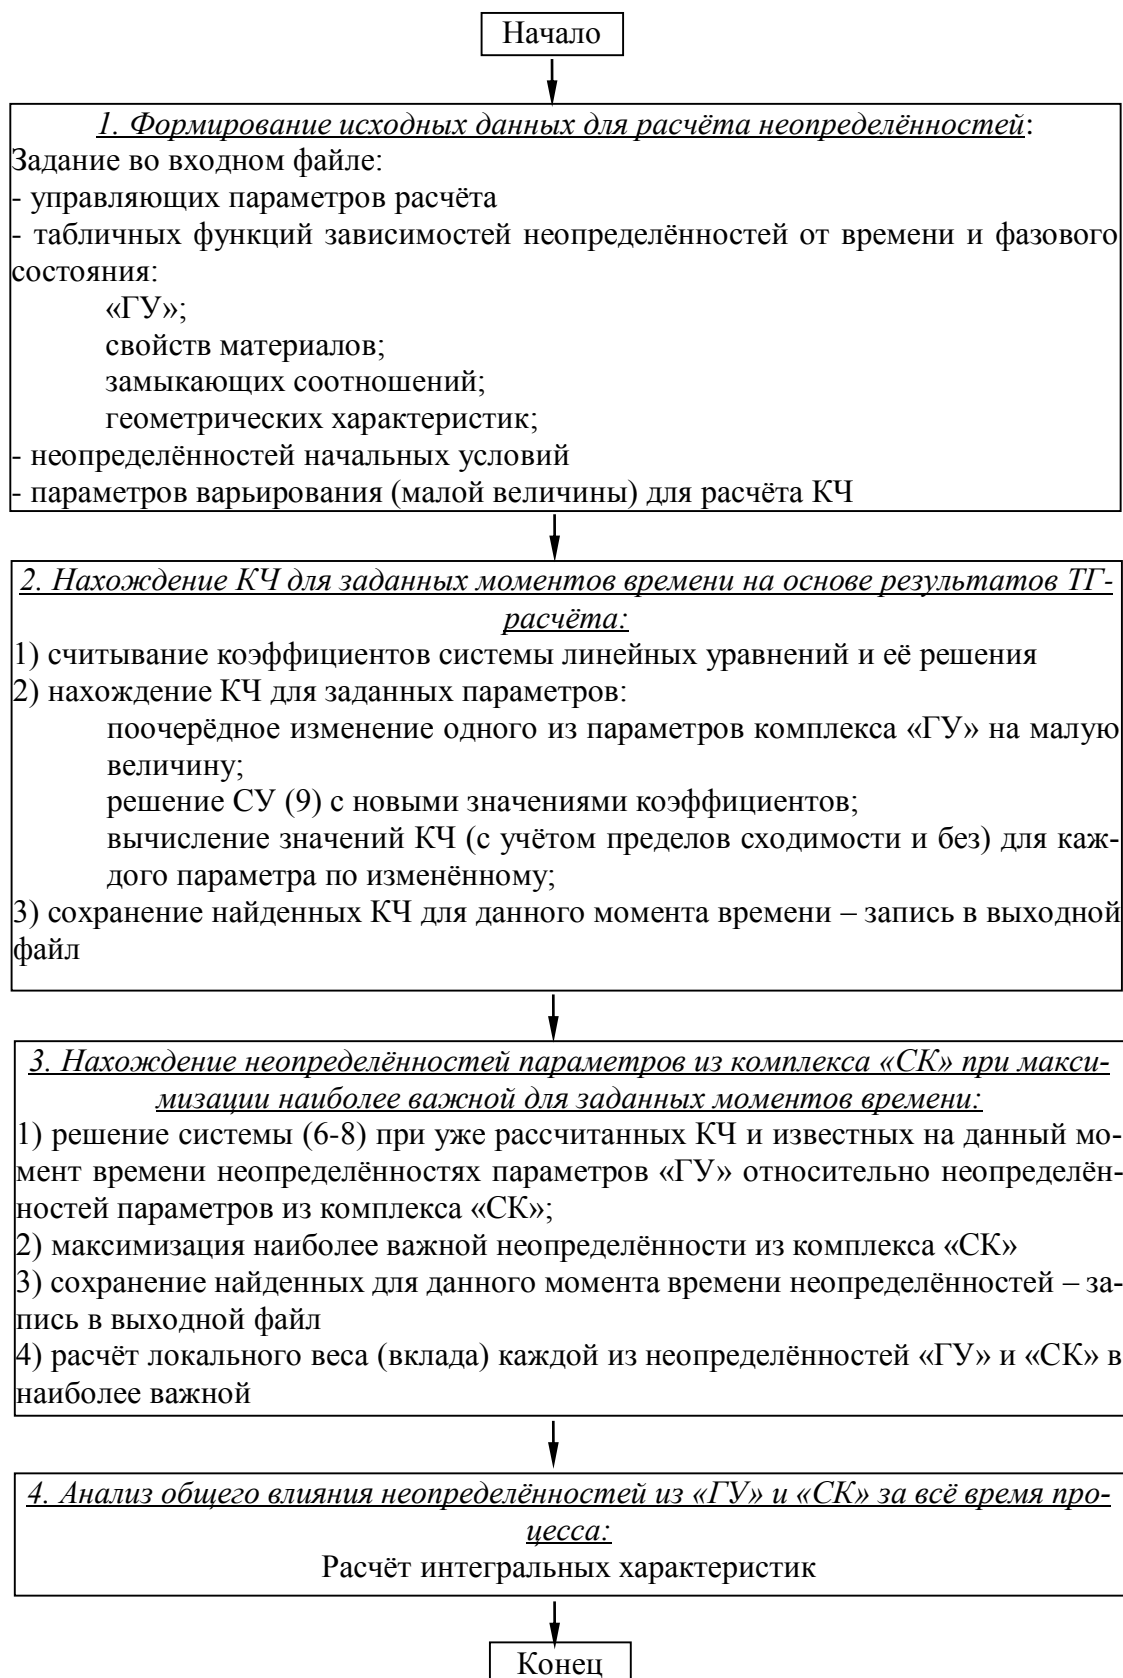 Начало
1. Формирование исходных данных для расчёта неопределённостей:
Задание во входном файле:
- управляющих параметров расчёта
- табличных функций зависимостей неопределённостей от времени и фазового
состояния:
«ГУ»;
свойств материалов;
замыкающих соотношений;
геометрических характеристик;
- неопределённостей начальных условий
- параметров варьирования (малой величины) для расчёта КЧ
2. Нахождение КЧ для заданных моментов времени на основе результатов ТГ-
расчёта:
1) считывание коэффициентов системы линейных уравнений и её решения
2) нахождение КЧ для заданных параметров:
поочерёдное изменение одного из параметров комплекса «ГУ» на малую
величину;
решение СУ (9) с новыми значениями коэффициентов;
вычисление значений КЧ (с учётом пределов сходимости и без) для каж-
дого параметра по изменённому;
3) сохранение найденных КЧ для данного момента времени – запись в выходной
файл
3. Нахождение неопределённостей параметров из комплекса «СК» при макси-
мизации наиболее важной для заданных моментов времени:
1) решение системы (6-8) при уже рассчитанных КЧ и известных на данный мо-
мент времени неопределённостях параметров «ГУ» относительно неопределён-
ностей параметров из комплекса «СК»;
2) максимизация наиболее важной неопределённости из комплекса «СК»
3) сохранение найденных для данного момента времени неопределённостей – за-
пись в выходной файл
4) расчёт локального веса (вклада) каждой из неопределённостей «ГУ» и «СК» в
наиболее важной
4. Анализ общего влияния неопределённостей из «ГУ» и «СК» за всё время про-
цесса:
Расчёт интегральных характеристик
Конец